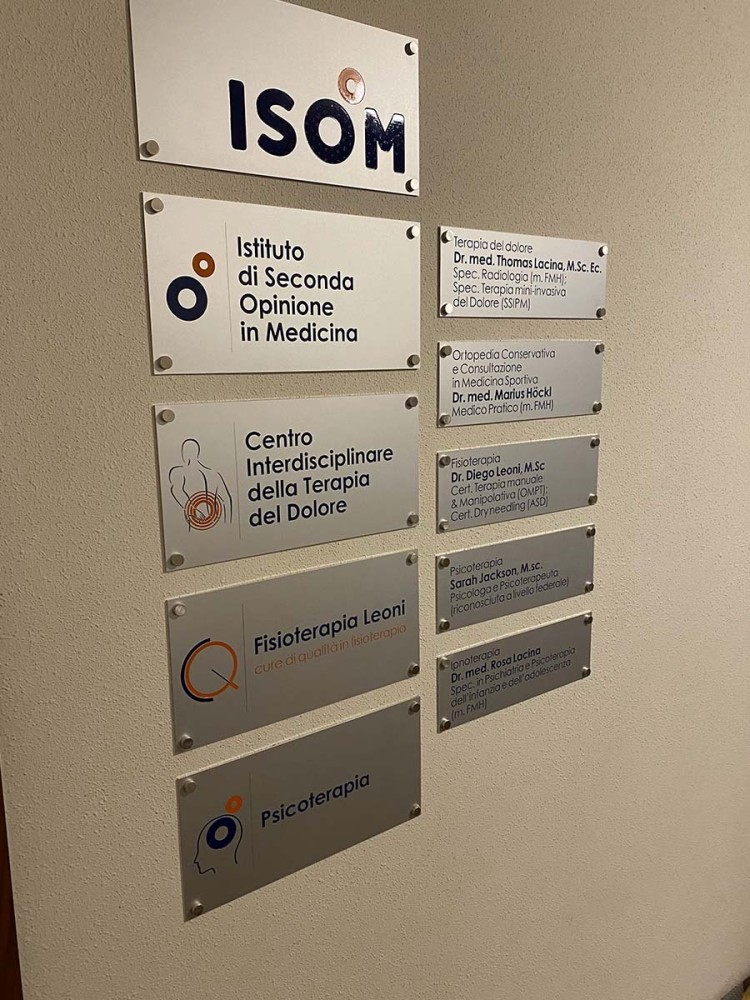 ISOM
Istituto
di Seconda
Opinione
in Medicina
Centro
Interdisciplinare
della Terapia
del Dolore
Fisioterapia Leoni
cure di qualità in fisioterapia
Psicoterapia
Terapia del dolore
Dr. med. Thomas Lacina, M.Sc. Ec.
Spec. Radiologia (m. FMH);
Spec. Terapia mini-invasiva
del Dolore (SSIPM)
Ortopedia Conservativa
e Consultazione
in Medicina Sportiva
Dr. med. Marius Höckl
Medico Pratico (m. FMH)
Fisioterapia
Dr. Diego Leoni, M.Sc
Cert. Terapia manuale
& Manipolativa (OMPT);
Cert. Dry needling (ASD)
Psicoterapia
Sarah Jackson, M.sc.
Psicologa e Psicoterapeuta
(riconosciuta a livello federale)
Ipnoterapia
Dr. med. Rosa Lacina
Spec. in Psichiatria e Psicoterapia
dell'infanzia e dell'adolescenza
(m. FMH)